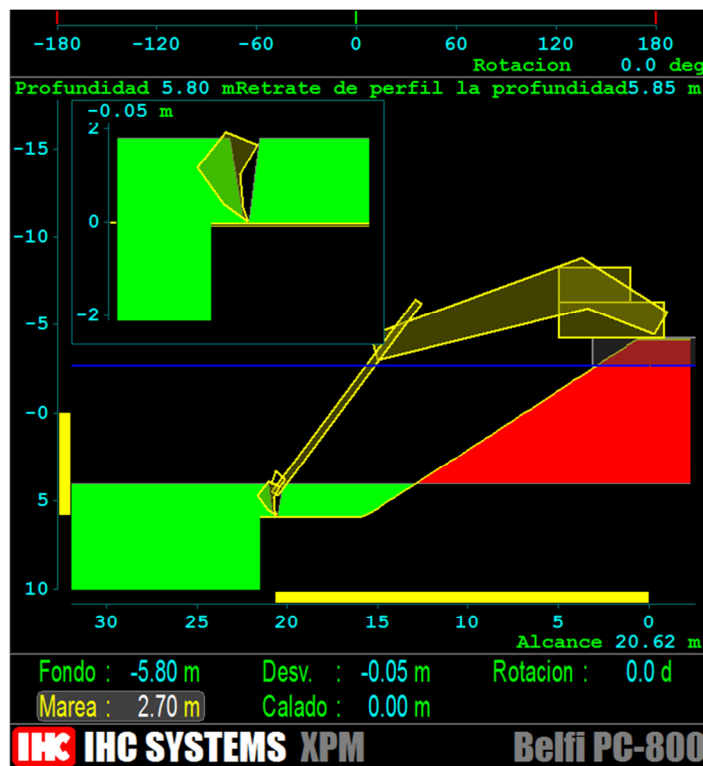 -180 -120 -60 0 60 120 180
Rotacion 0.0 deg
Profundidad 5.80 mRetrate de perfil la profundidad5.85 m
-0.05 m
2
0
-2
-15
-10
-5
-0
5
10
30 25 20 15 10 5 0
Alcance 20.62 m
Fondo : -5.80 m Desv. : -0.05 m Rotacion : 0.0 d
Marea : 2.70 m Calado : 0.00 m
IHC IHC SYSTEMS XPM Belfi PC-800